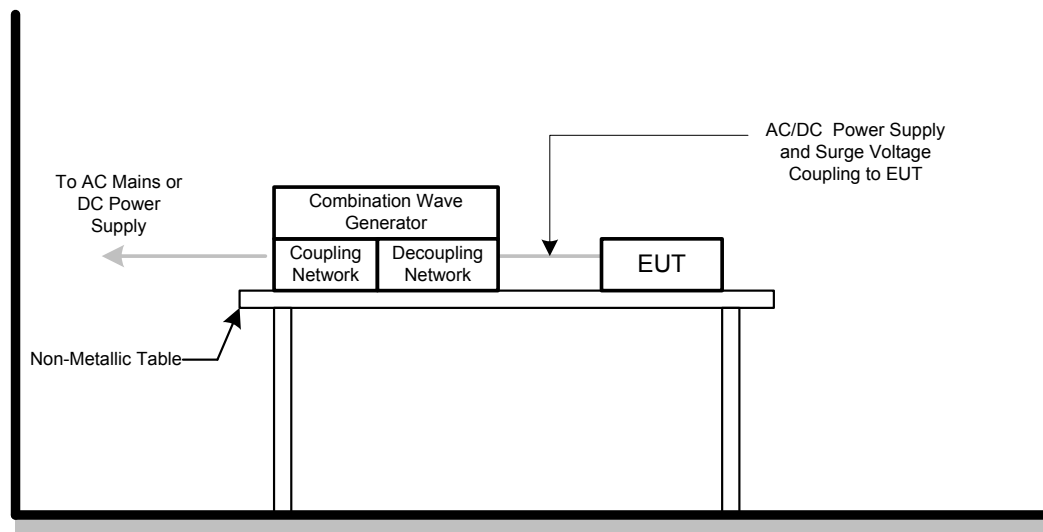 AC/DC Power Supply
and Surge Voltage
Coupling to EUT
To AC Mains or
DC Power
Supply
Combination Wave
Generator
Coupling
Network
Decoupling
Network
EUT
Non-Metallic Table